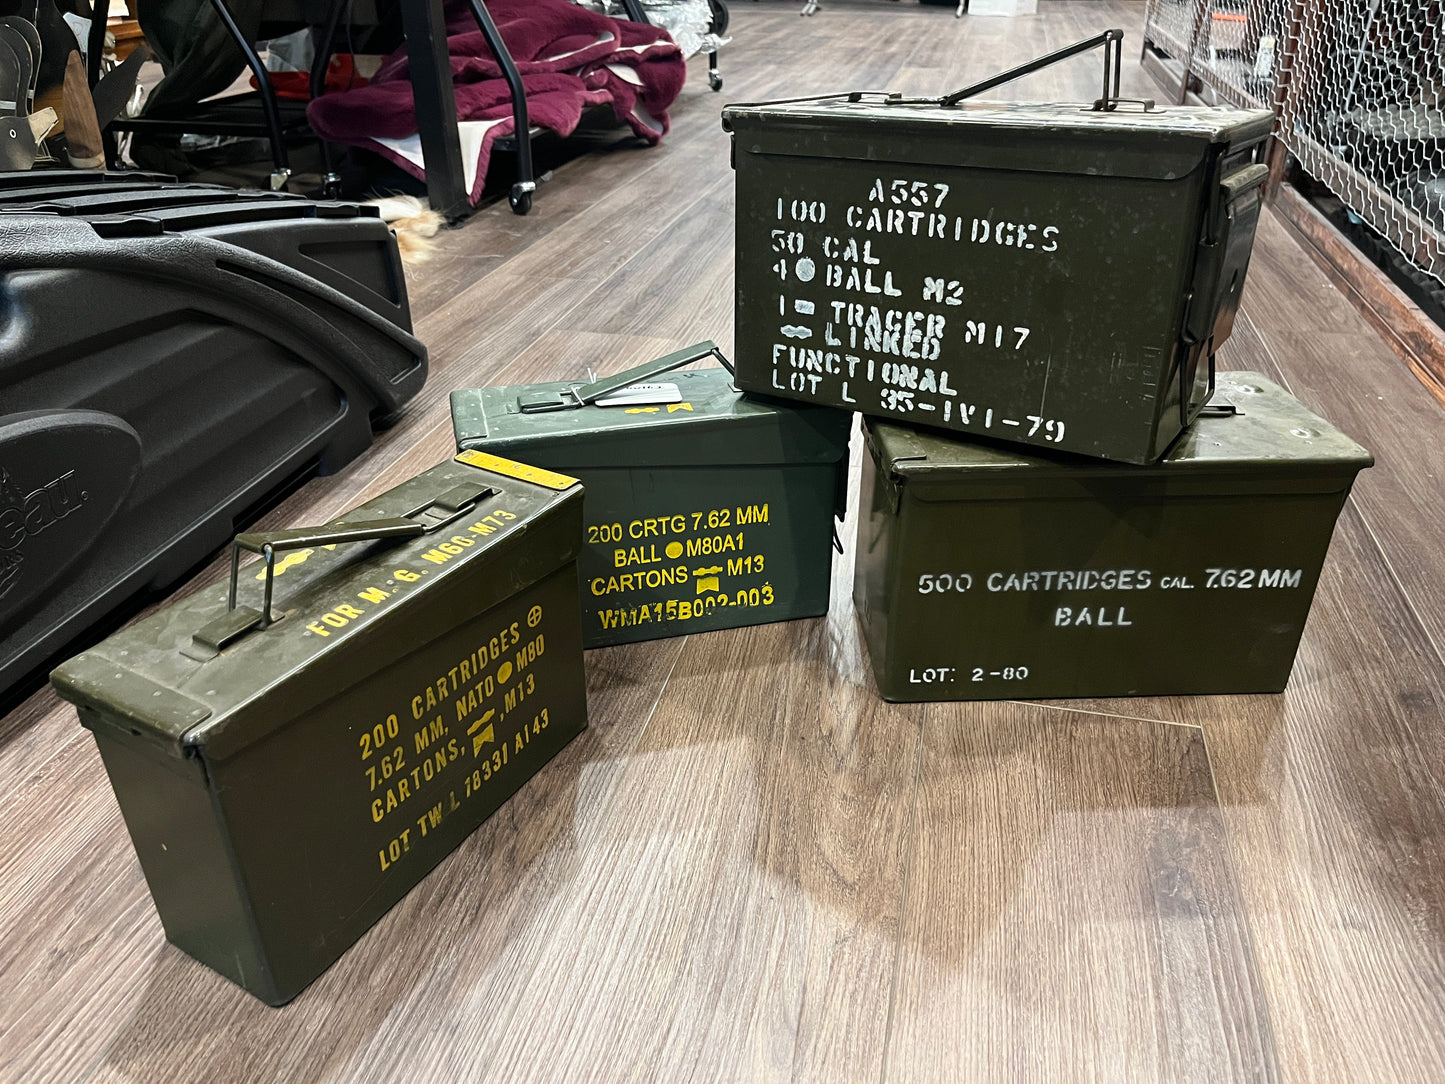 A557
100 CARTRIDGES
50 CAL
4 BALL M2
1 TRACER M17
LINKED
FUNCTIONAL
LOT L 95-IVI-79
500 CARTRIDGES CAL. 7.62 MM
BALL
LOT: 2-80
200 CRTG 7.62 MM
BALL M80A1
CARTONS M13
WMA15B002-003
FOR M.G. M60-M73
200 CARTRIDGES
7.62 MM, NATO M80
CARTONS, , M13
LOT TW L 18331 A143